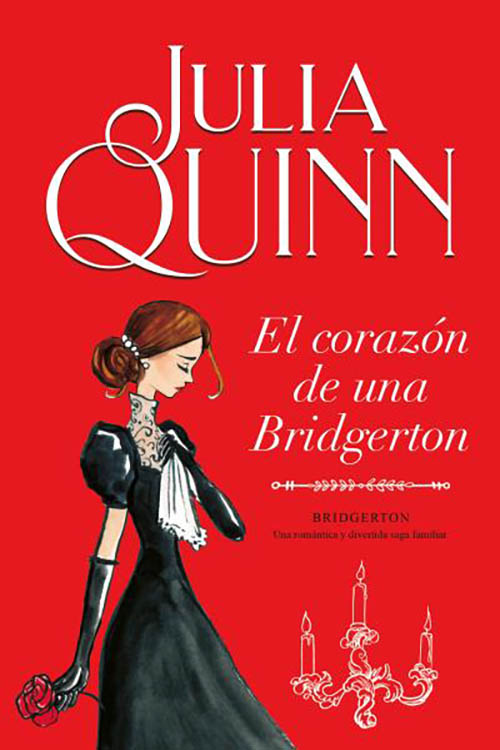 JULIA
QUINN
El corazón
de una
Bridgerton
BRIDGERTON
Una romántica y divertida saga familiar